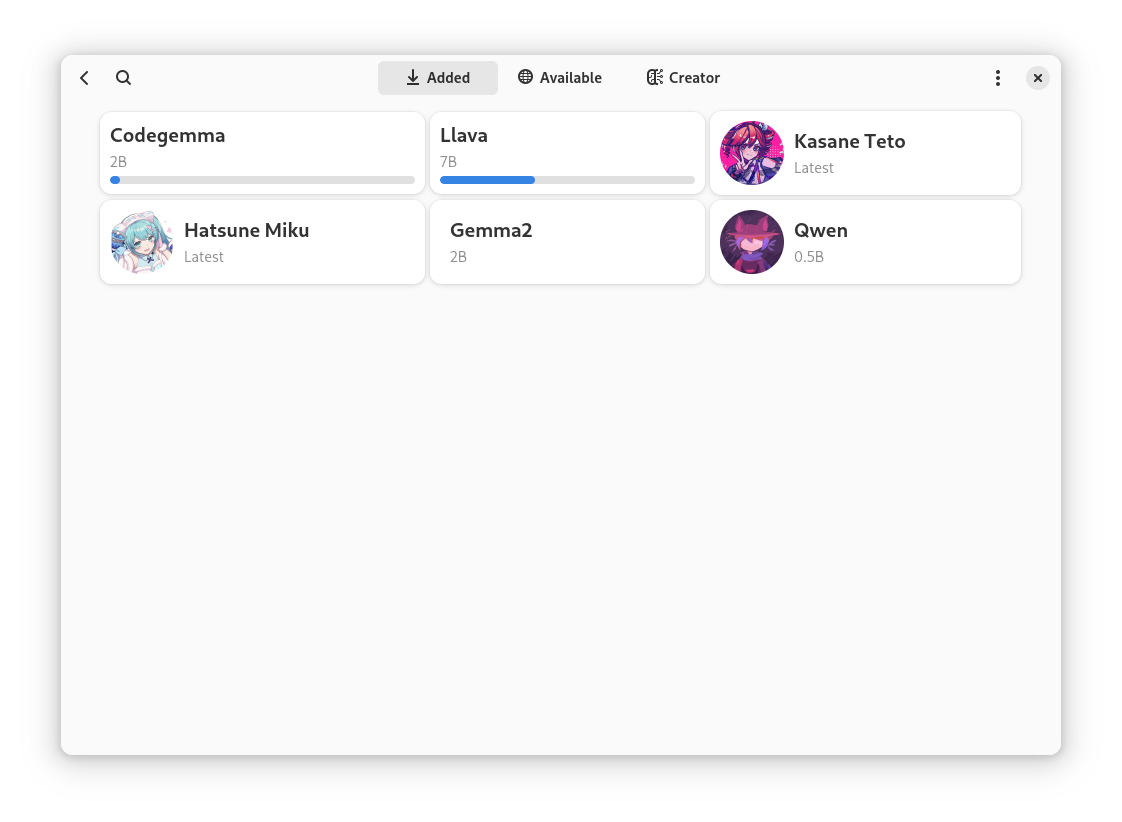 Added
Available
Creator
Codegemma
2B
Llava
7B
Kasane Teto
Latest
Hatsune Miku
Latest
Gemma2
2B
Qwen
0.5B